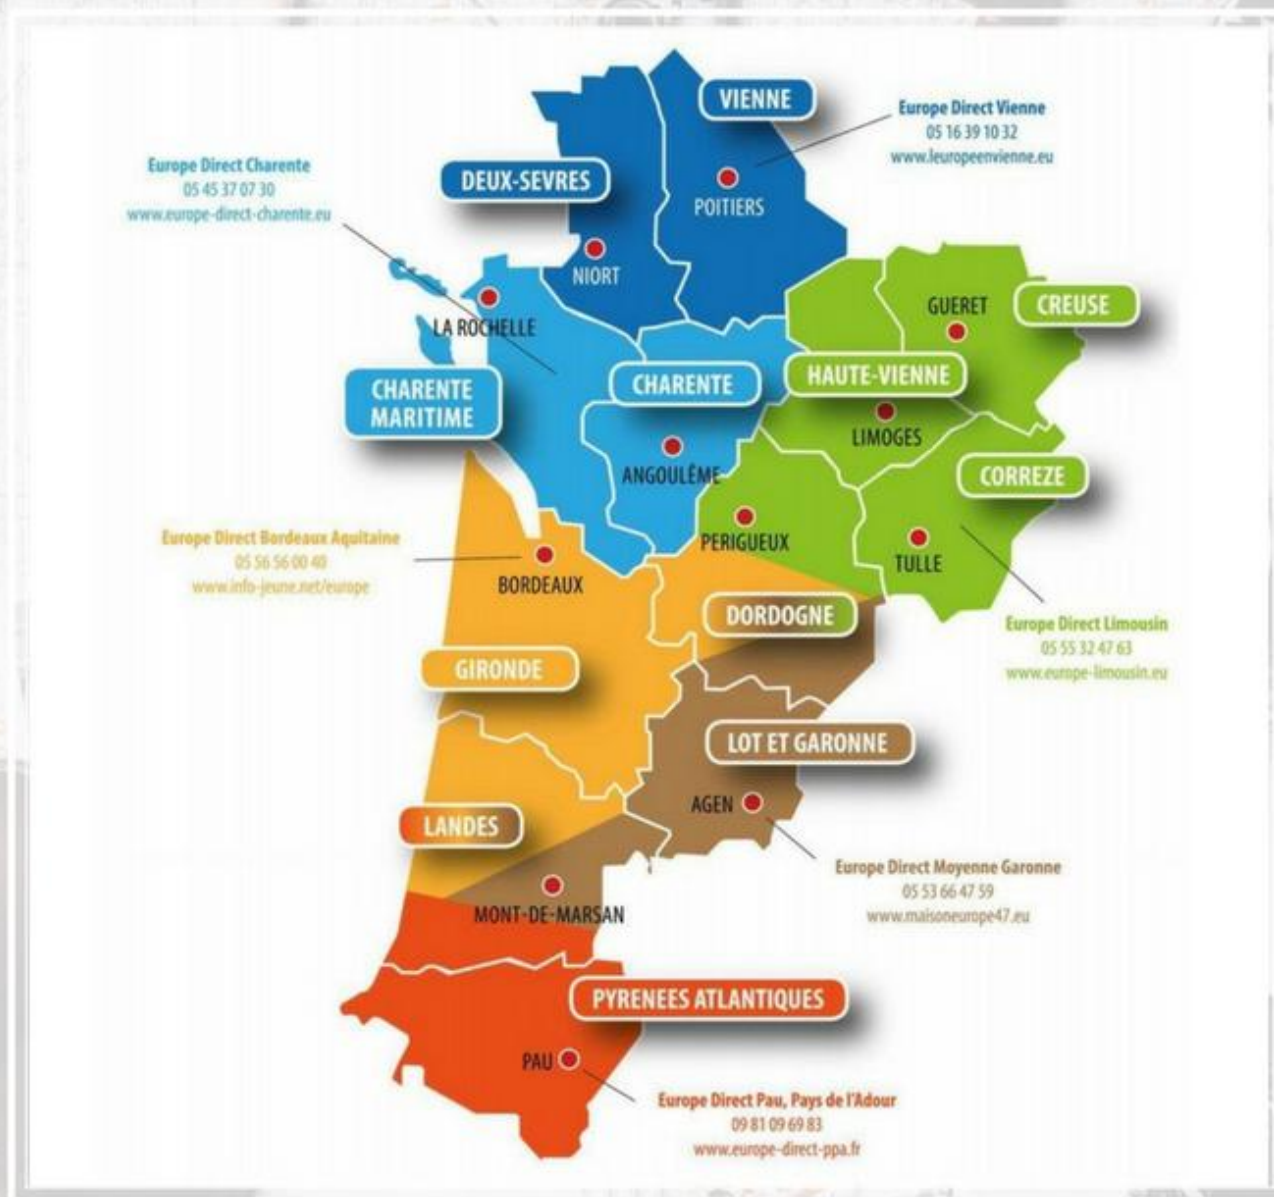 VIENNE
Europe Direct Vienne
05 16 39 10 32
www.leuropeenvienne.eu
Europe Direct Charente
05 45 37 07 30
www.europe-direct-charente.eu
DEUX-SEVRES
POITIERS
NIORT
LA ROCHELLE
GUERET
CREUSE
CHARENTE
MARITIME
CHARENTE
HAUTE-VIENNE
LIMOGES
ANGOULÊME
CORREZE
Europe Direct Bordeaux Aquitaine
05 56 56 00 40
www.info-jeune.net/europe
BORDEAUX
PERIGUEUX
TULLE
DORDOGNE
Europe Direct Limousin
05 55 32 47 63
www.europe-limousin.eu
GIRONDE
LOT ET GARONNE
AGEN
LANDES
Europe Direct Moyenne Garonne
05 53 66 47 59
www.maisoneurope47.eu
MONT-DE-MARSAN
PYRENEES ATLANTIQUES
PAU
Europe Direct Pau, Pays de l'Adour
09 81 09 69 83
www.europe-direct-ppa.fr